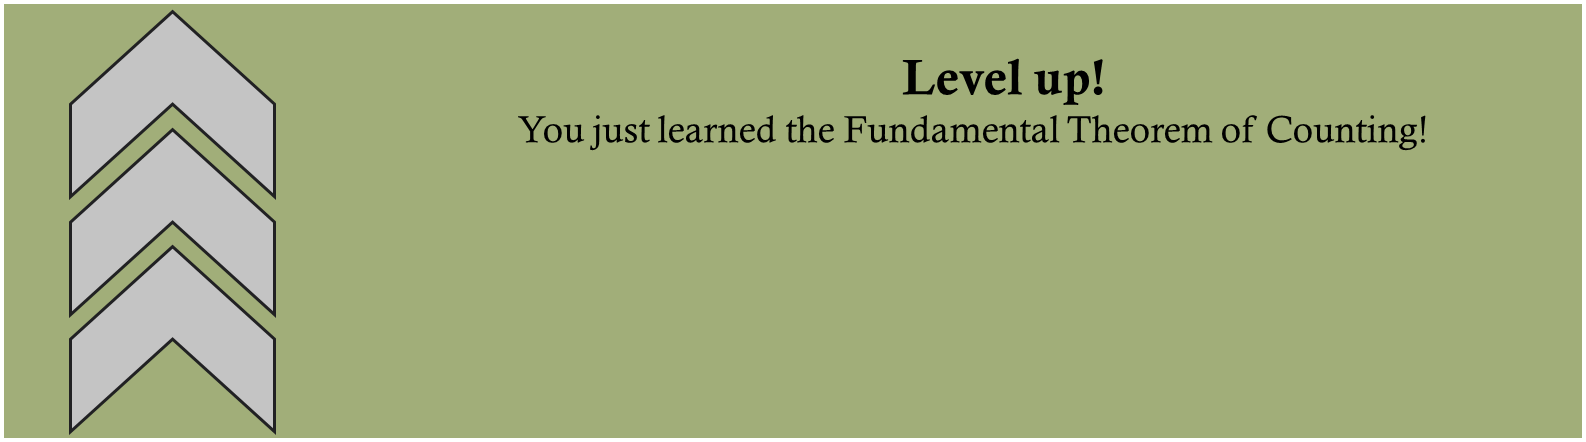 Level up!
You just learned the Fundamental Theorem of Counting!